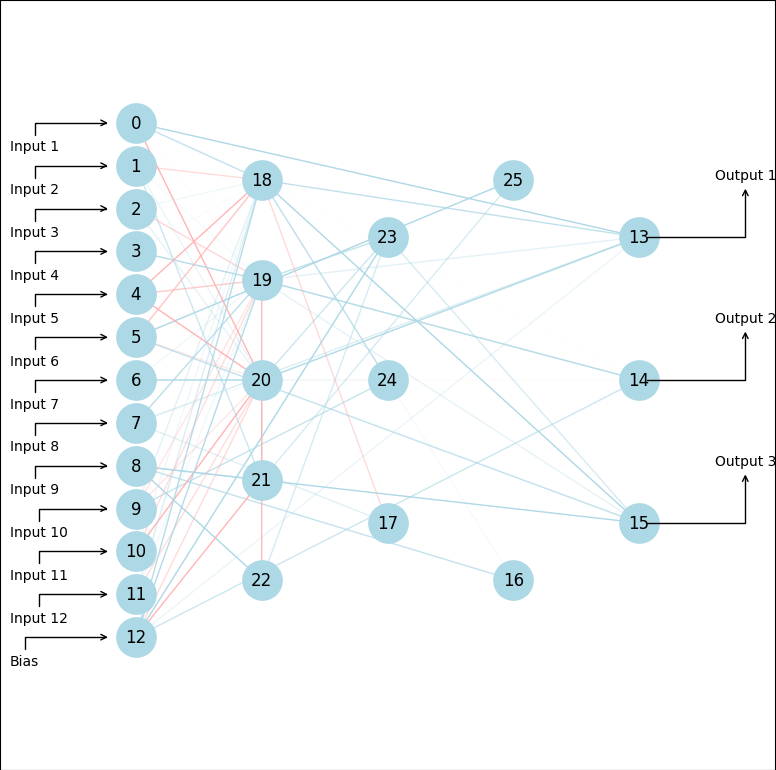 0
Input 1
1
Input 2
2
Input 3
3
Input 4
4
Input 5
5
Input 6
6
Input 7
7
Input 8
8
Input 9
9
Input 10
10
Input 11
11
Input 12
12
Bias
18
19
20
21
22
23
24
17
25
16
13
14
15
Output 1
Output 2
Output 3